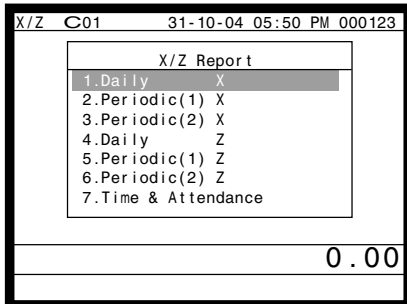 X/Z C01 31-10-04 05:50 PM 000123
X/Z Report
1.Daily X
2.Periodic(1) X
3.Periodic(2) X
4.Daily Z
5.Periodic(1) Z
6.Periodic(2) Z
7.Time & Attendance
0.00